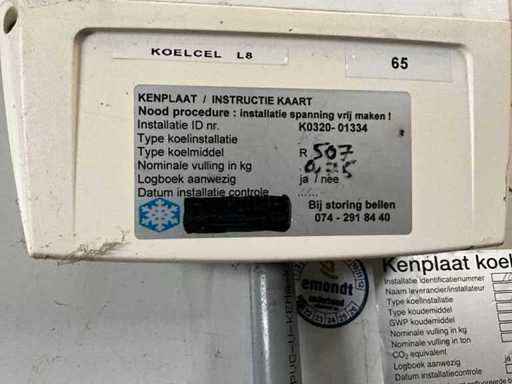 KOELCEL L8
65
KENPLAAT / INSTRUCTIE KAART
Nood procedure : installatie spanning vrij maken !
Installatie ID nr. K0320- 01334
Type koelinstallatie
Type koelmiddel R 507
Nominale vulling in kg 0,75
Logboek aanwezig ja / nee
Datum installatie controle ......
Bij storing bellen
074 - 291 84 40
emondt
Kenplaat koel
Installatie identificatienummer
Naam leverancier/installateur
Type koelinstallatie
Type koudemiddel
GWP koudemiddel
Nominale vulling in kg
Nominale vulling in ton
CO2 equivalent
Logboek aanwezig ja
Datum installatiecontrole